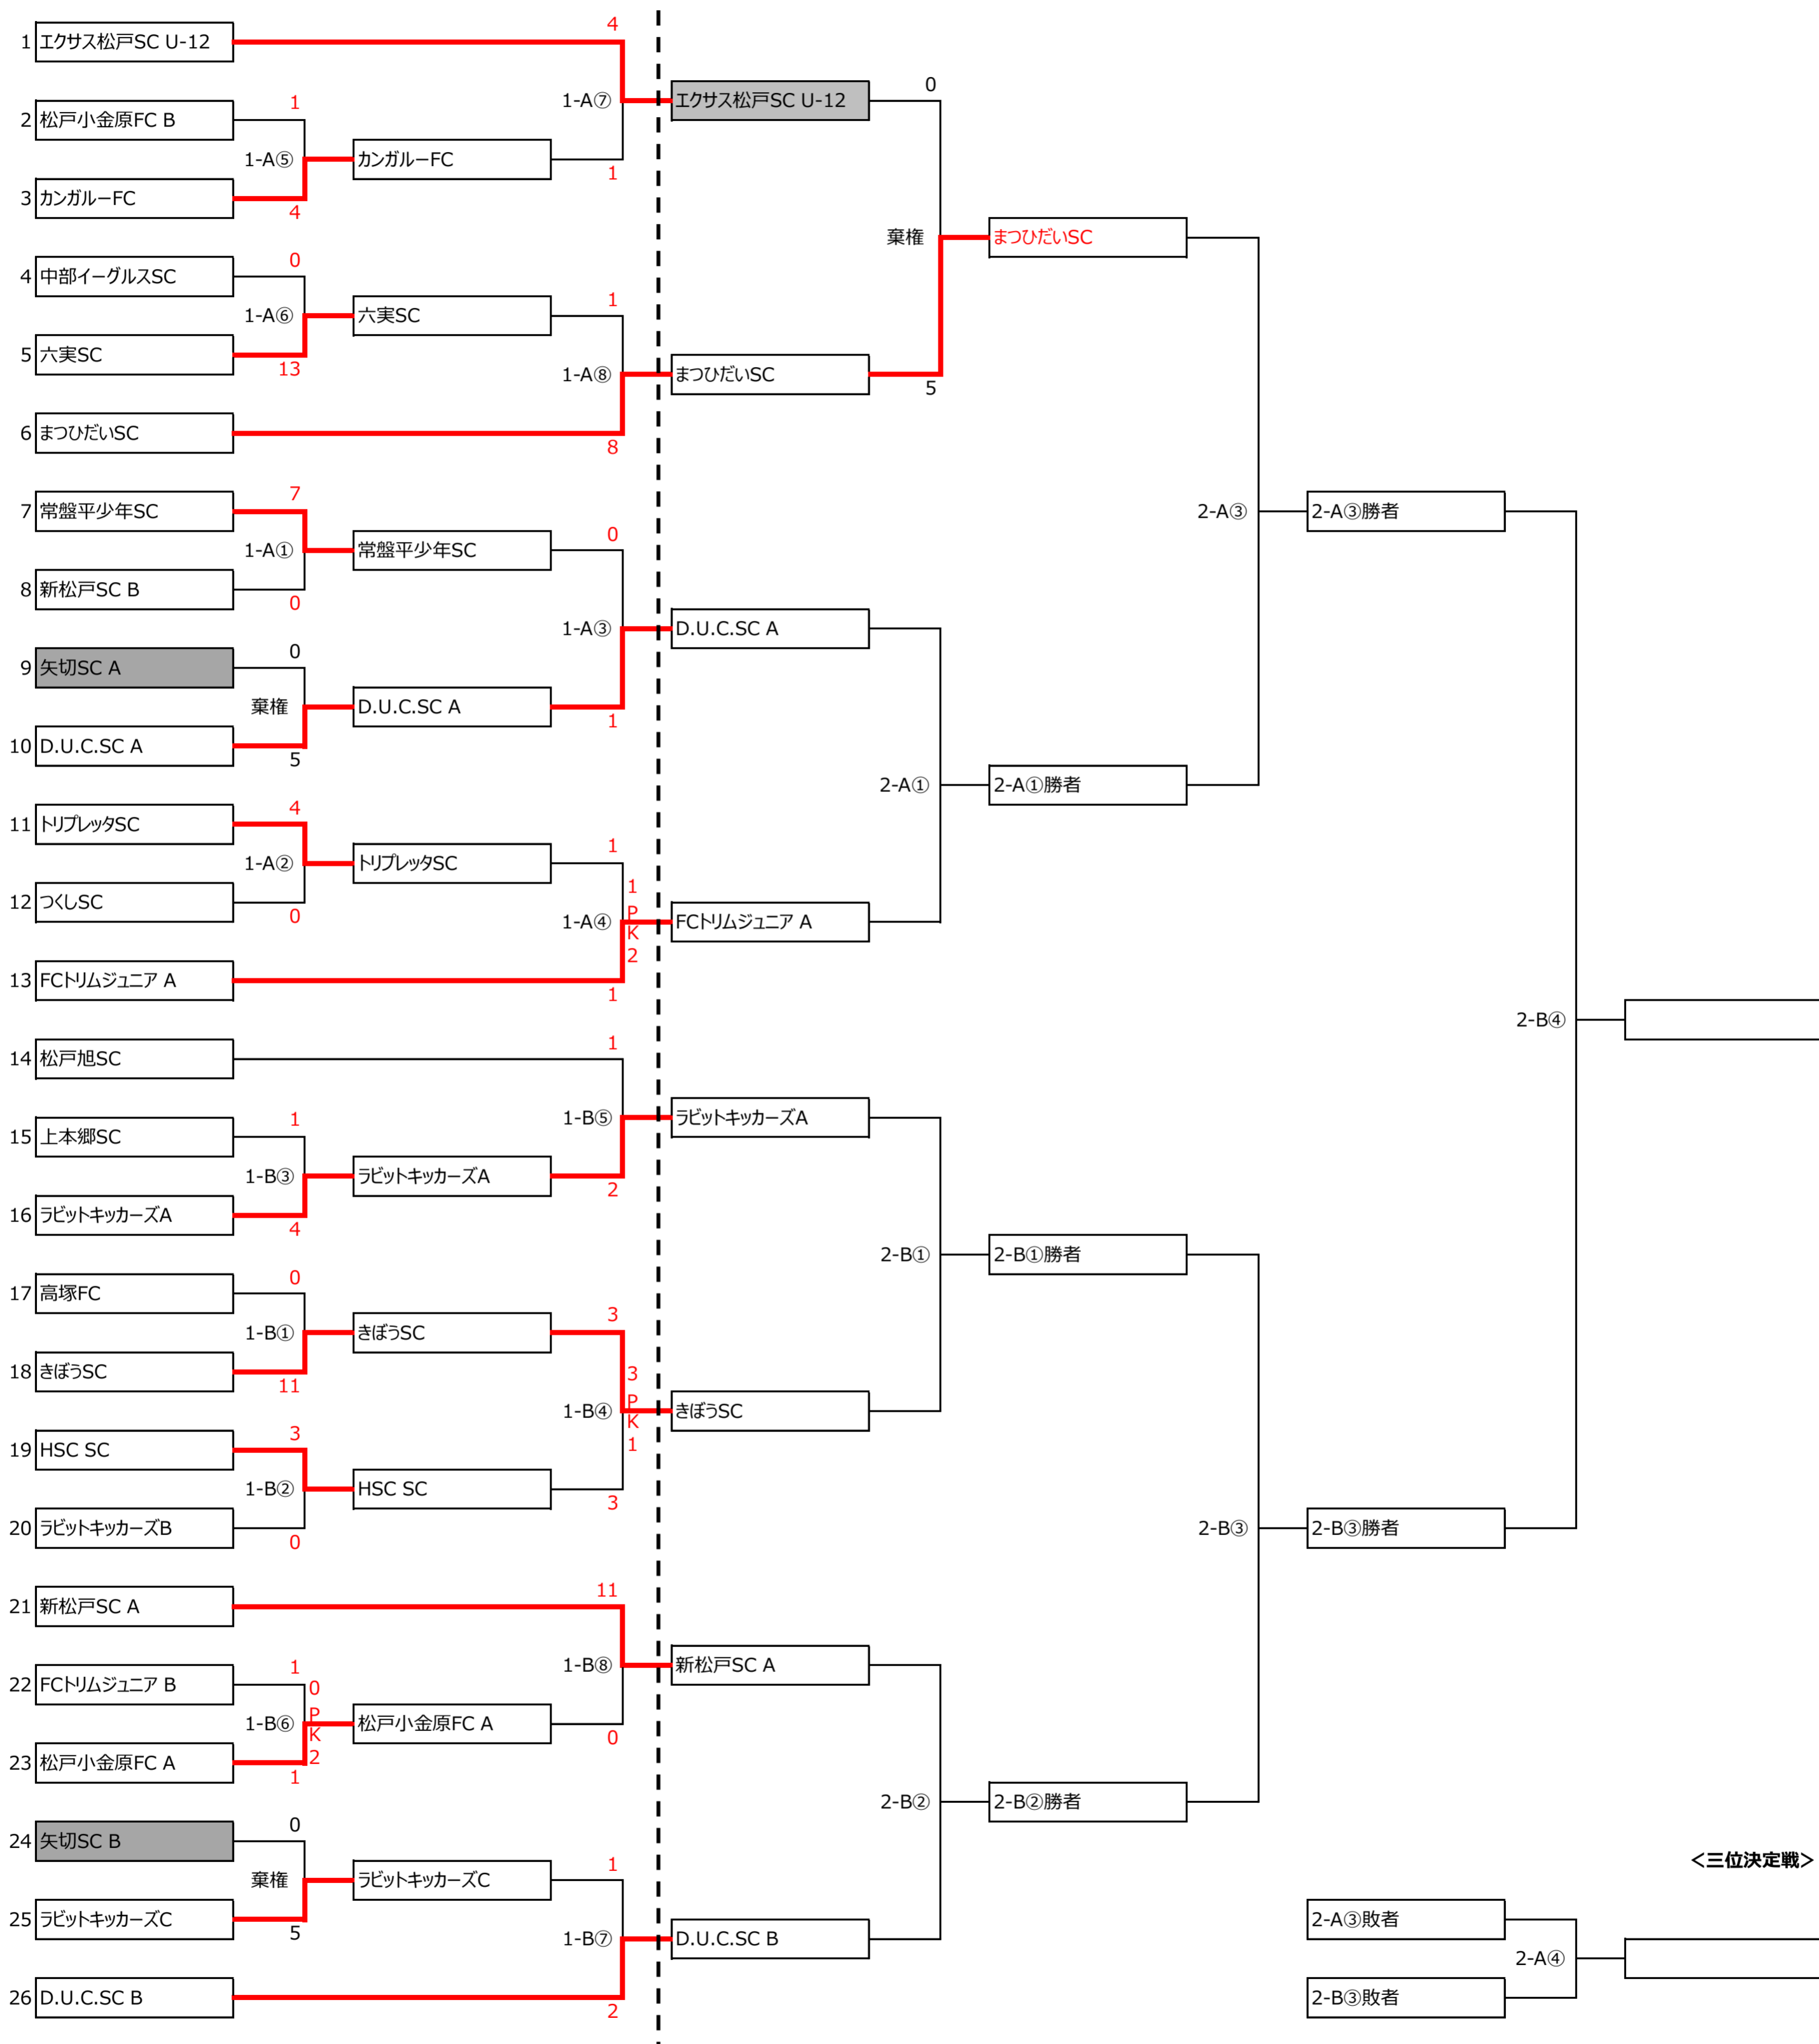 4
1 エクサス松戸SC U-12
0
1-A⑦ エクサス松戸SC U-12
1
2 松戸小金原FC B
1-A⑤ カンガルーFC
1
3 カンガルーFC
4
棄権 まつひだいSC
0
4 中部イーグルスSC
1
1-A⑥ 六実SC
5 六実SC
13
1-A⑧ まつひだいSC
5
6 まつひだいSC
8
7
7 常盤平少年SC
2-A③ 2-A③勝者
0
1-A① 常盤平少年SC
8 新松戸SC B
0
1-A③ D.U.C.SC A
0
9 矢切SC A
棄権 D.U.C.SC A
1
10 D.U.C.SC A
5
2-A① 2-A①勝者
4
11 トリプレッタSC
1
1-A② トリプレッタSC
1
PK
2
12 つくしSC
0
1-A④ FCトリムジュニア A
13 FCトリムジュニア A
1
2-B④
1
14 松戸旭SC
1
1-B⑤ ラビットキッカーズA
15 上本郷SC
1-B③ ラビットキッカーズA
2
16 ラビットキッカーズA
4
2-B① 2-B①勝者
0
17 高塚FC
3
1-B① きぼうSC
3
PK
1
18 きぼうSC
11
1-B④ きぼうSC
3
19 HSC SC
1-B② HSC SC
3
20 ラビットキッカーズB
0
2-B③ 2-B③勝者
11
21 新松戸SC A
1-B⑧ 新松戸SC A
1
22 FCトリムジュニア B
0
PK
2
1-B⑥ 松戸小金原FC A
0
23 松戸小金原FC A
1
2-B② 2-B②勝者
0
24 矢切SC B
1
棄権 ラビットキッカーズC
25 ラビットキッカーズC
5
1-B⑦ D.U.C.SC B
26 D.U.C.SC B
2
＜三位決定戦＞
2-A③敗者
2-A④
2-B③敗者